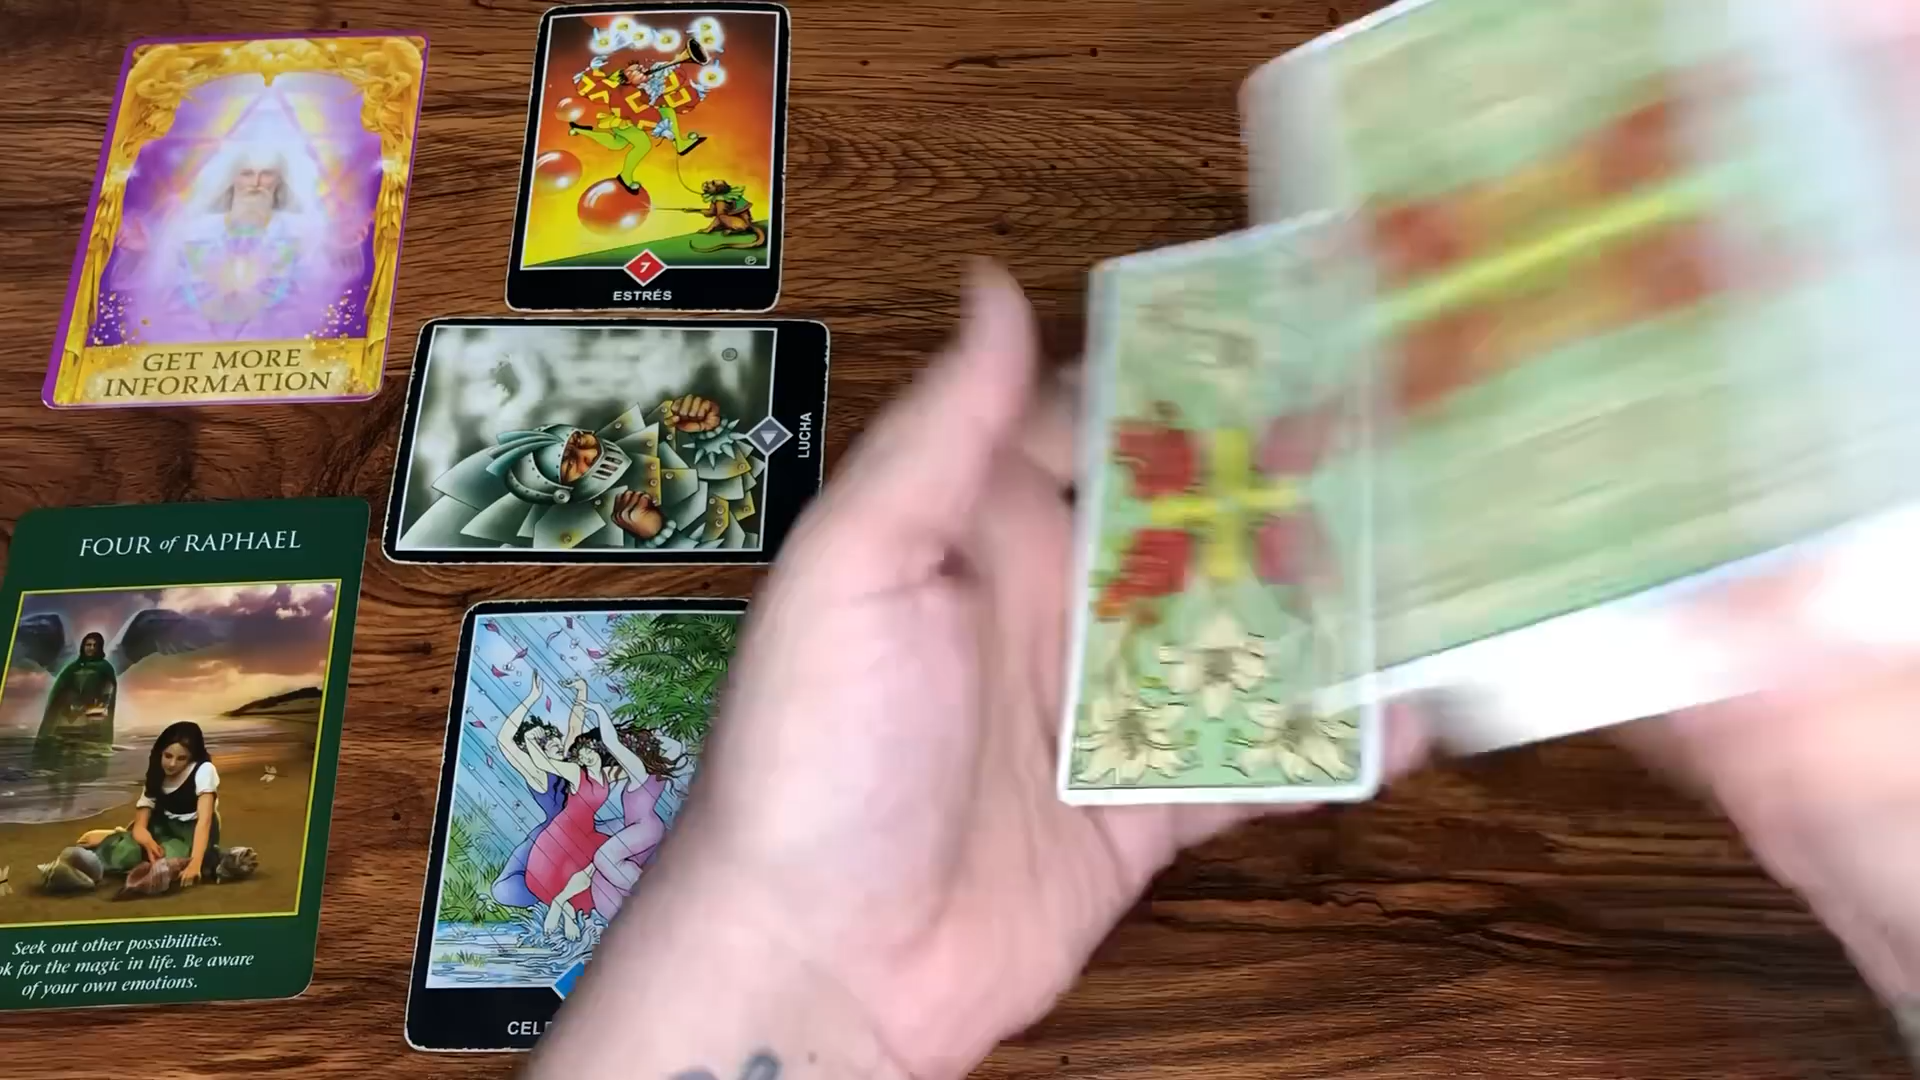 GET MORE
INFORMATION
7
ESTRÉS
LUCHA
FOUR of RAPHAEL
Seek out other possibilities.
for the magic in life. Be aware
of your own emotions.